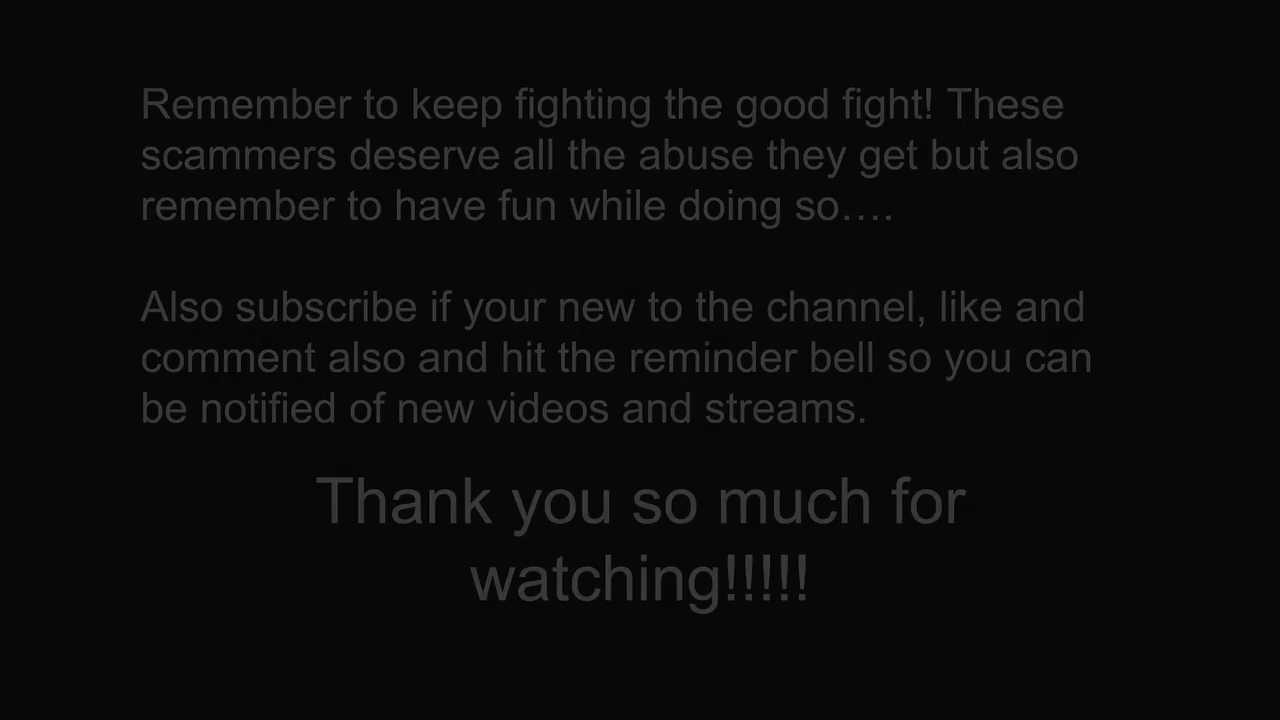 Remember to keep fighting the good fight! These
scammers deserve all the abuse they get but also
remember to have fun while doing so....
Also subscribe if your new to the channel, like and
comment also and hit the reminder bell so you can
be notified of new videos and streams.
Thank you so much for
watching!!!!!